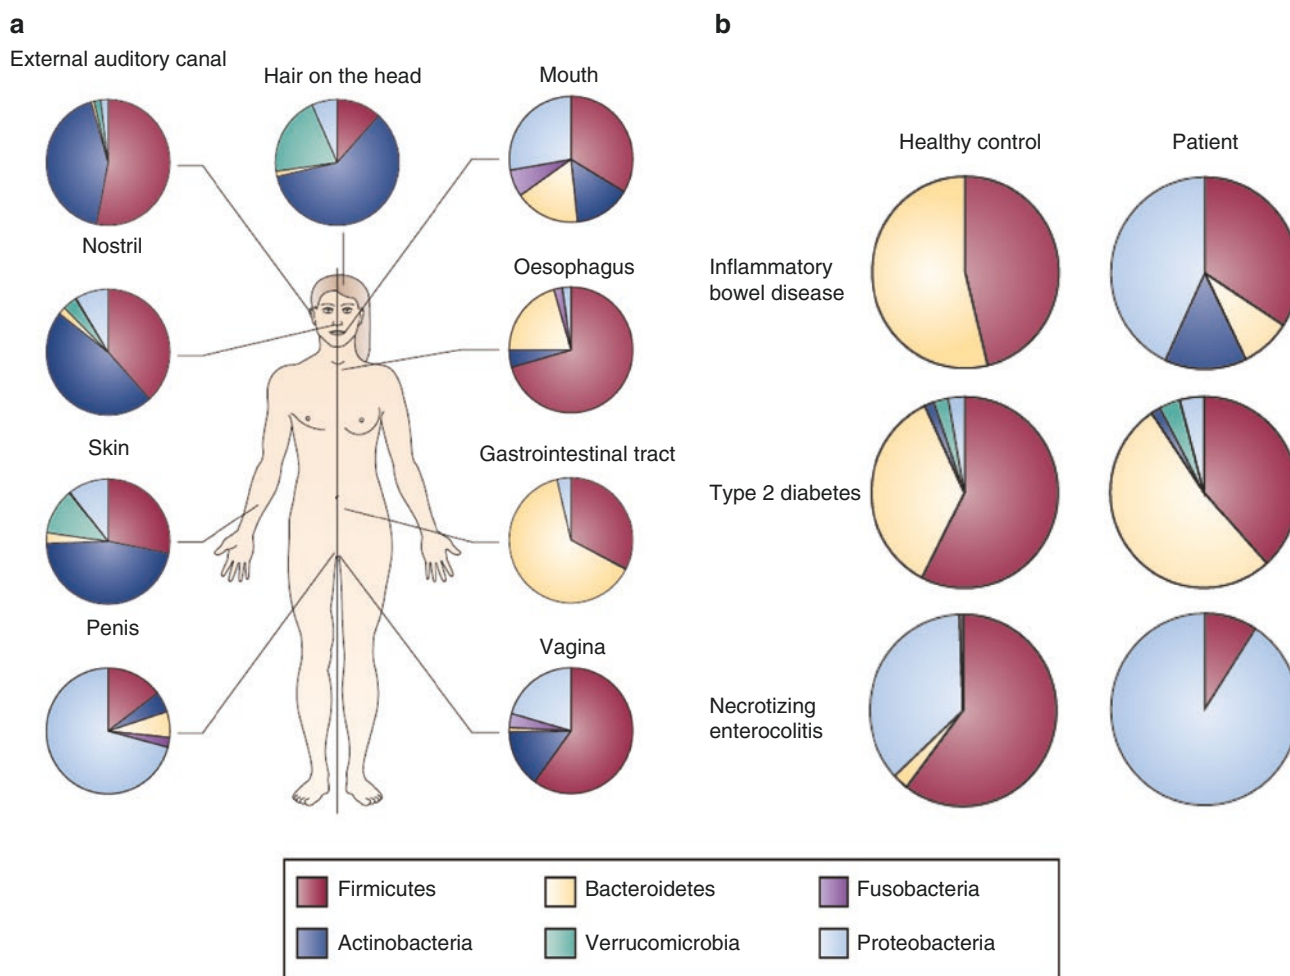 a
b
External auditory canal
Hair on the head
Mouth
Healthy control
Patient
Nostril
Oesophagus
Inflammatory
bowel disease
Skin
Gastrointestinal tract
Type 2 diabetes
Penis
Vagina
Necrotizing
enterocolitis
Firmicutes
Bacteroidetes
Fusobacteria
Actinobacteria
Verrucomicrobia
Proteobacteria